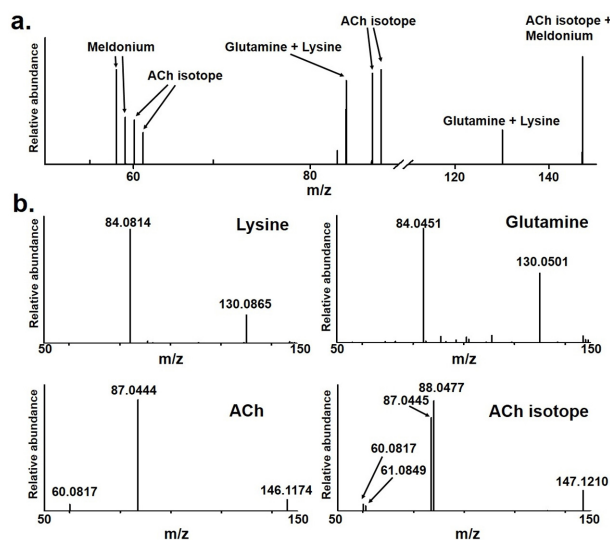 a.
Relative abundance
Meldonium
ACh isotope
Glutamine + Lysine
ACh isotope
Glutamine + Lysine
ACh isotope +
Meldonium
60
80
120
140
m/z
b.
Relative abundance
84.0814
Lysine
130.0865
50
150
m/z
Relative abundance
84.0451
Glutamine
130.0501
50
150
m/z
Relative abundance
87.0444
ACh
60.0817
146.1174
50
150
m/z
Relative abundance
88.0477
87.0445
ACh isotope
60.0817
61.0849
147.1210
50
150
m/z